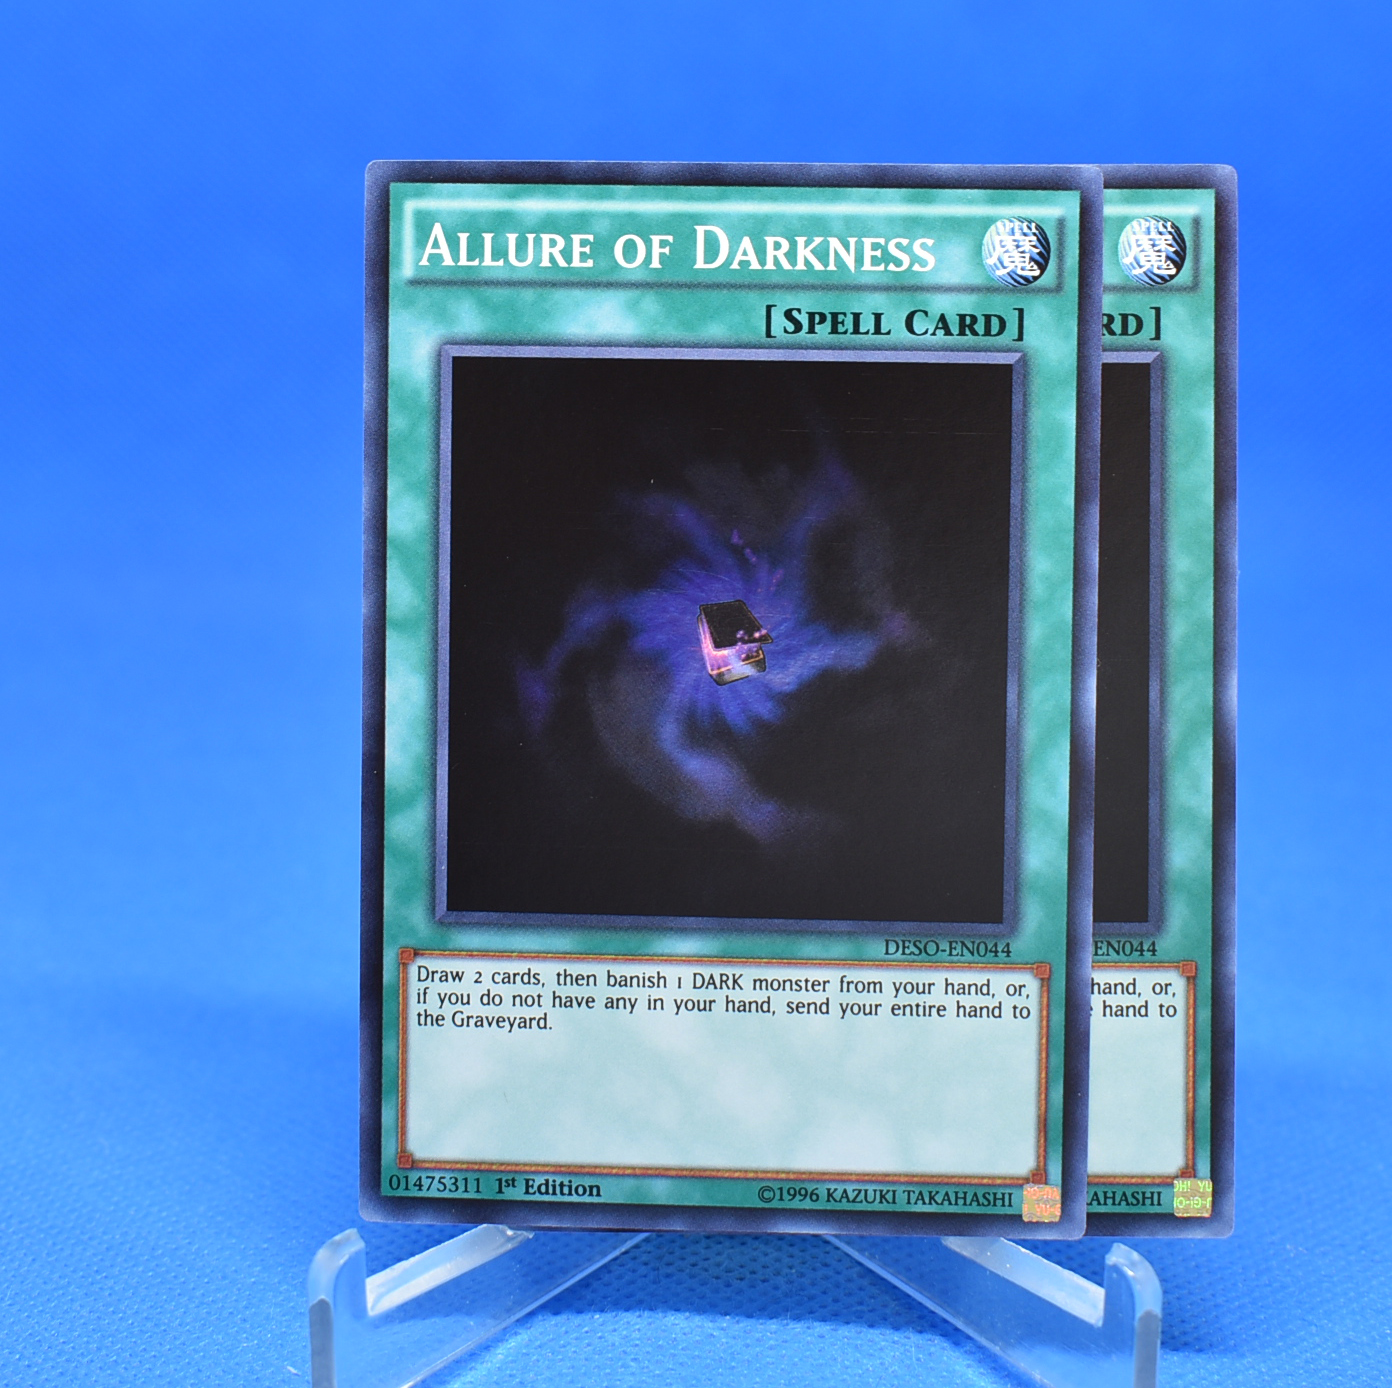 ALLURE OF DARKNESS
SPELL
魔
[SPELL CARD]
DESO-EN044
Draw 2 cards, then banish 1 DARK monster from your hand, or,
if you do not have any in your hand, send your entire hand to
the Graveyard.
01475311 1st Edition
©1996 KAZUKI TAKAHASHI
SPELL
魔
RD]
EN044
hand, or,
hand to
AHASHI